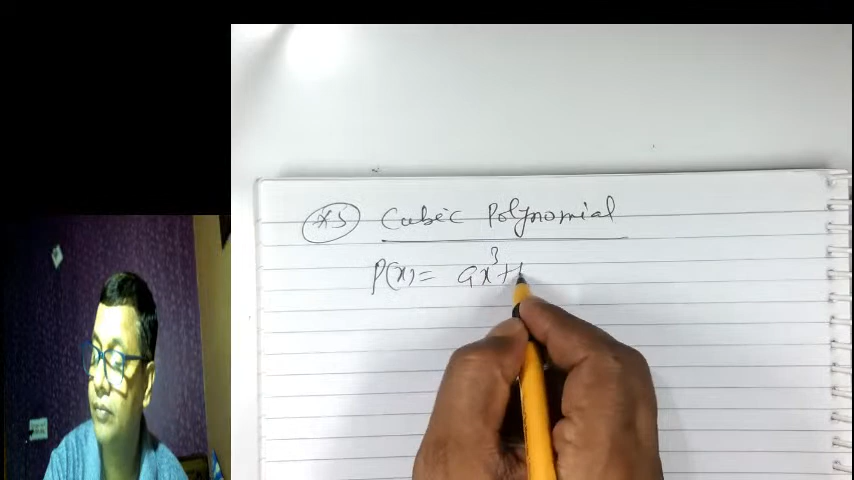 *5 Cubic Polynomial
P(x) = ax³ +